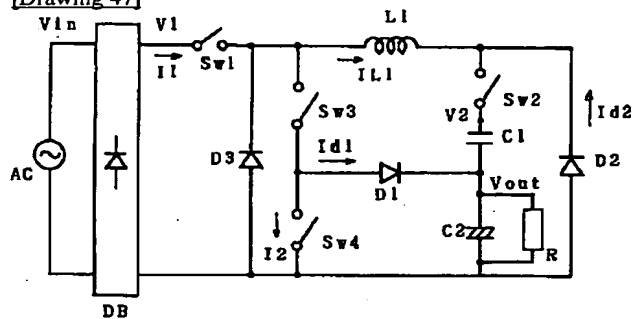 [Drawing 47]
Vin
V1
L1
I1
Sw1
IL1
Sw3
Sw2
V2
C1
Id2
AC
D3
Id1
D1
Vout
D2
I2
Sw4
C2
R
DB